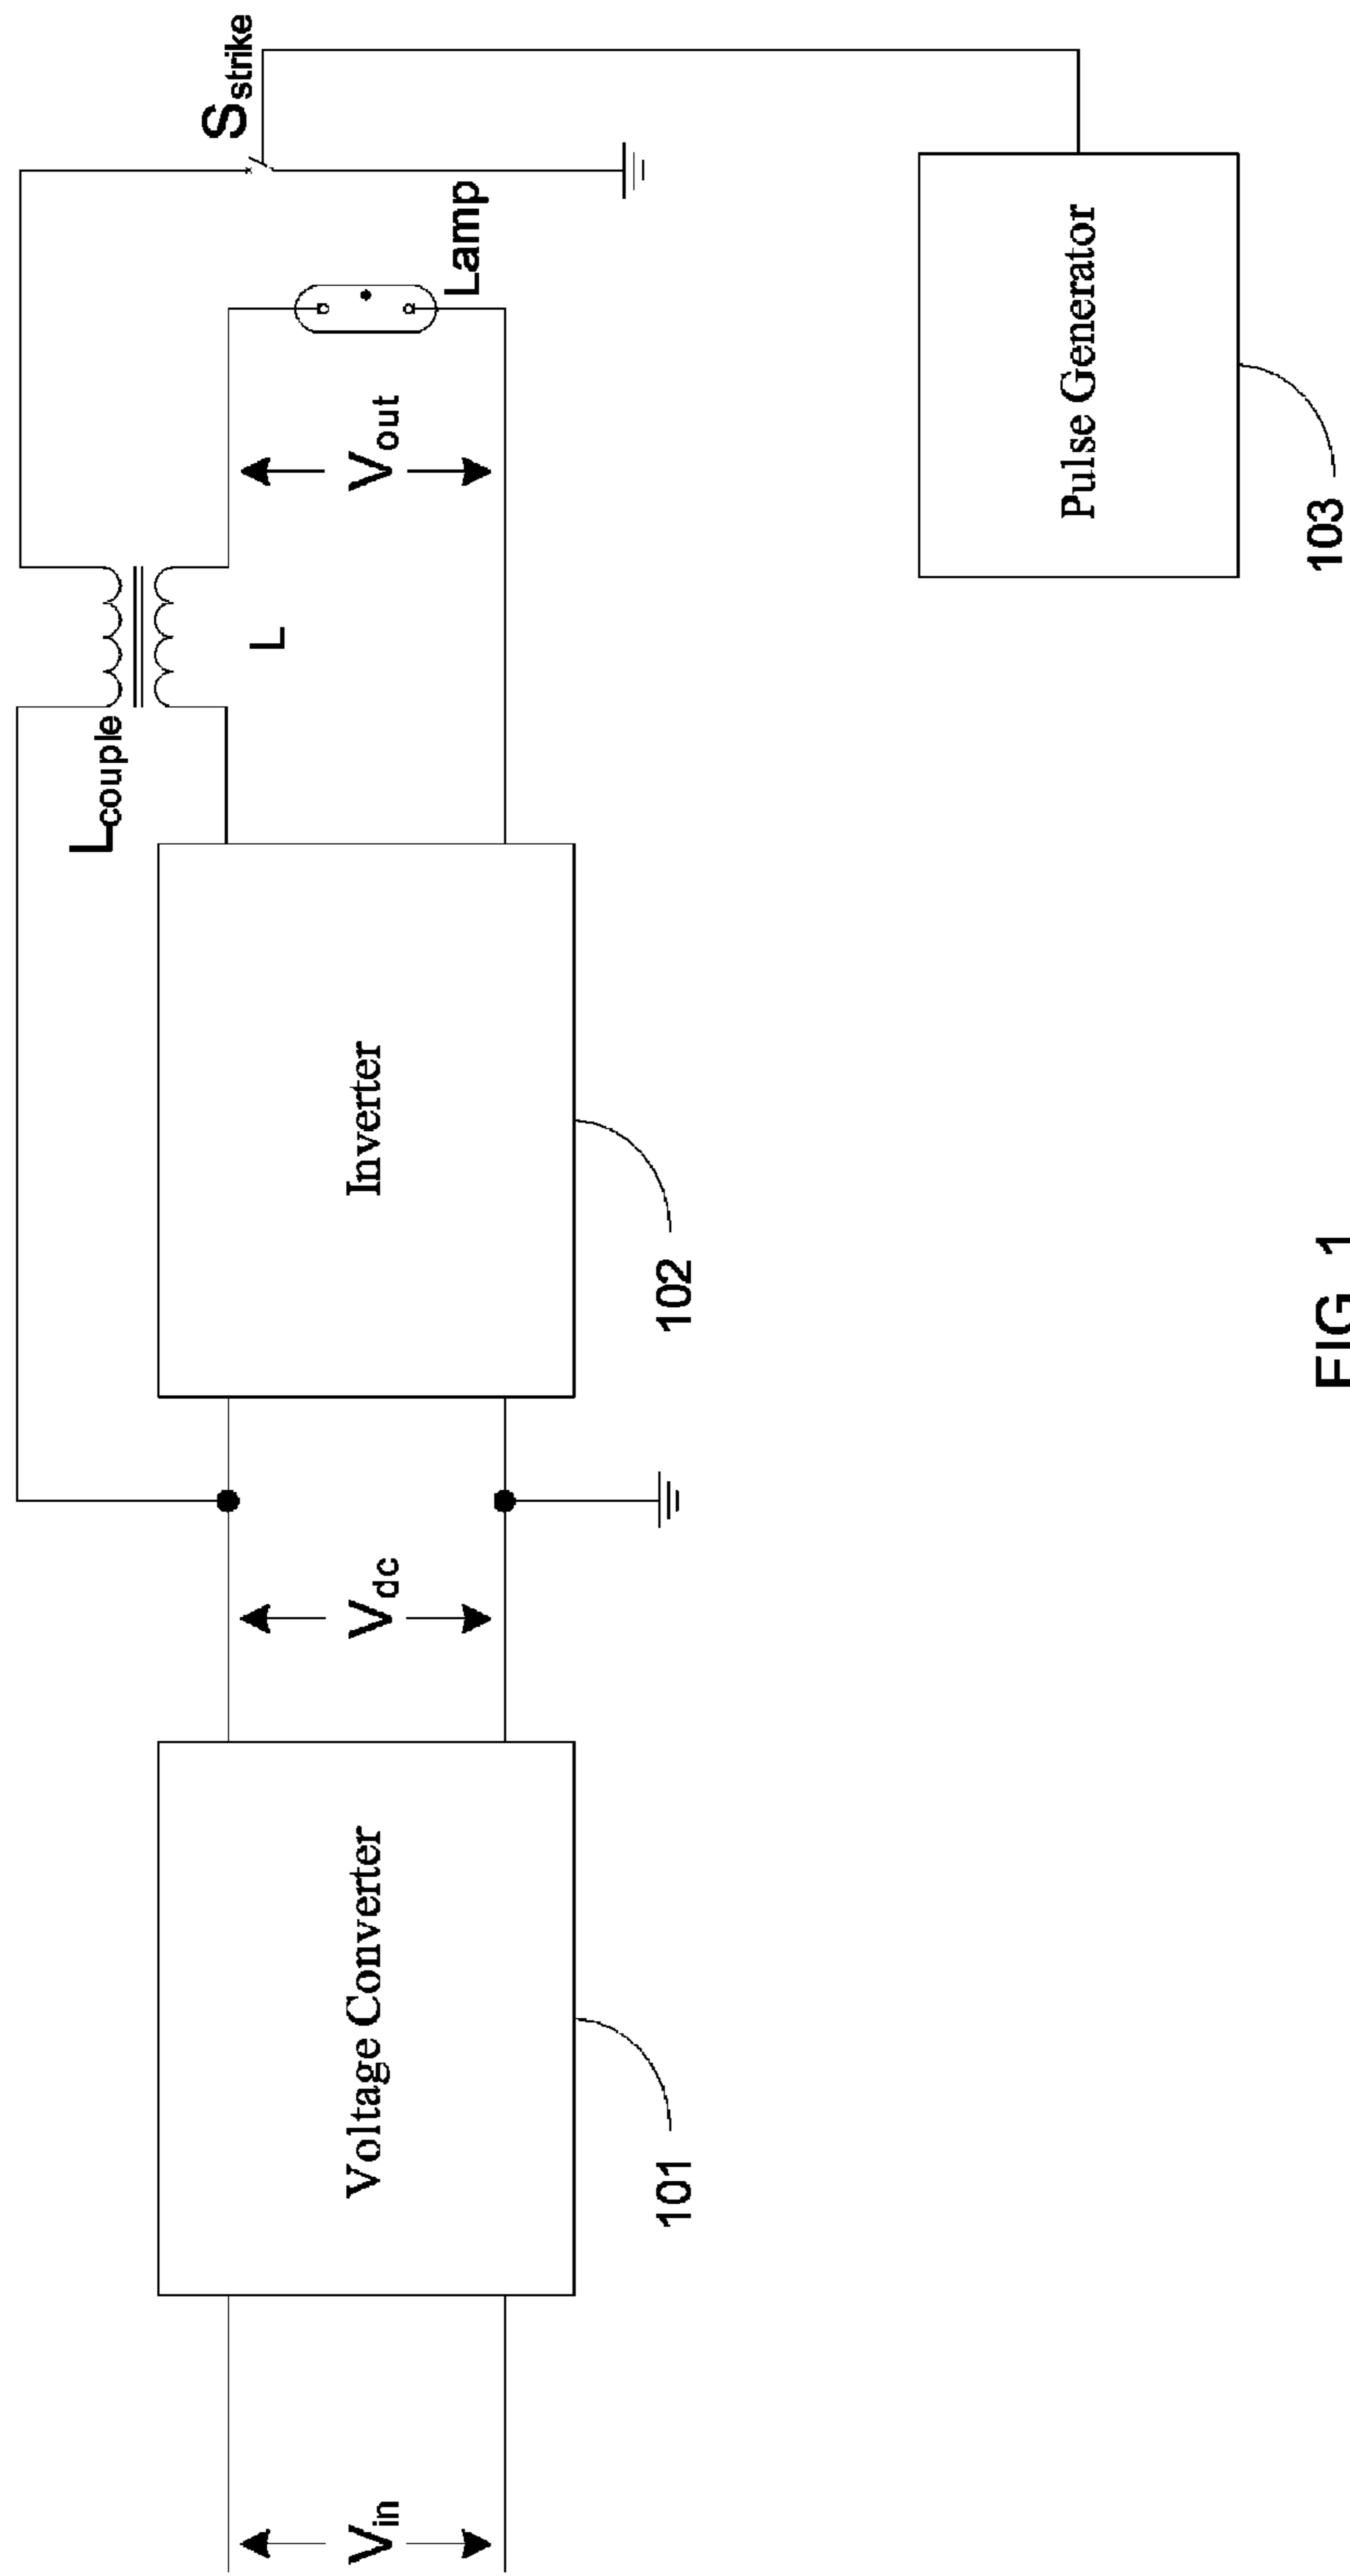 Lcouple
Sstrike
L
Lamp
Vin
Voltage Converter
Vdc
Inverter
Vout
101
102
Pulse Generator
103
FIG. 1